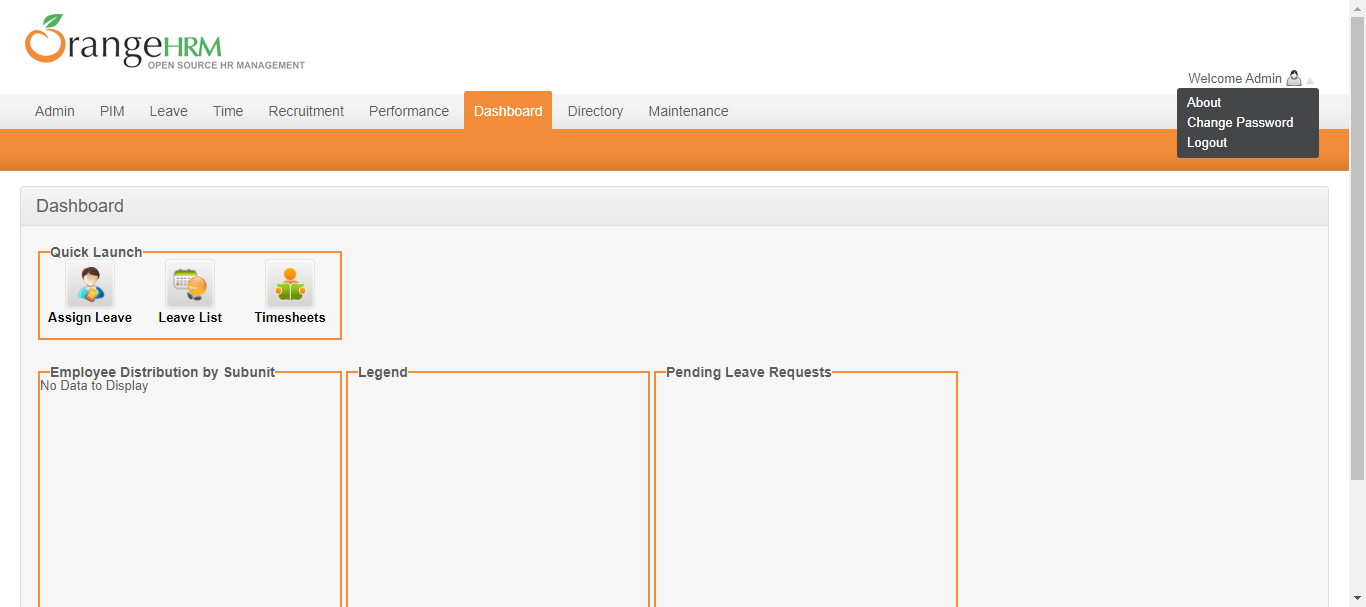 OrangeHRM
OPEN SOURCE HR MANAGEMENT
Welcome Admin
Admin PIM Leave Time Recruitment Performance Dashboard Directory Maintenance
About
Change Password
Logout
Dashboard
Quick Launch
Assign Leave Leave List Timesheets
Employee Distribution by Subunit Legend Pending Leave Requests
No Data to Display